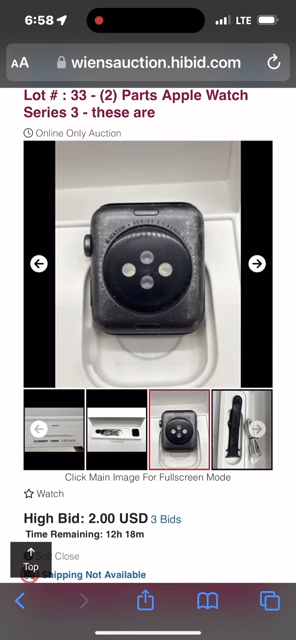 6:58
LTE
AA wiensauction.hibid.com
Lot # : 33 - (2) Parts Apple Watch
Series 3 - these are
Online Only Auction
Click Main Image For Fullscreen Mode
Watch
High Bid: 2.00 USD 3 Bids
Time Remaining: 12h 18m
Soft Close
Top
Shipping Not Available